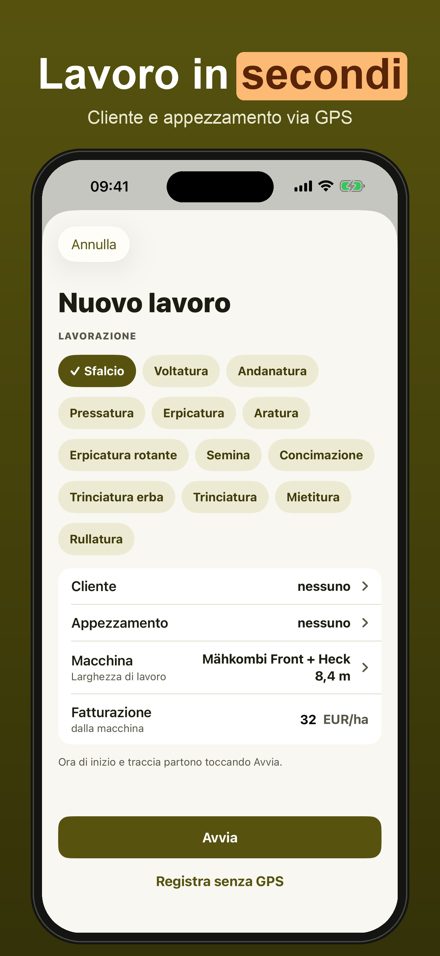 Lavoro in secondi
Cliente e appezzamento via GPS
09:41
Annulla
Nuovo lavoro
LAVORAZIONE
✓ Sfalcio Voltatura Andanatura
Pressatura Erpicatura Aratura
Erpicatura rotante Semina Concimazione
Trinciatura erba Trinciatura Mietitura
Rullatura
Cliente nessuno
Appezzamento nessuno
Macchina Mähkombi Front + Heck
Larghezza di lavoro 8,4 m
Fatturazione 32 EUR/ha
dalla macchina
Ora di inizio e traccia partono toccando Avvia.
Avvia
Registra senza GPS